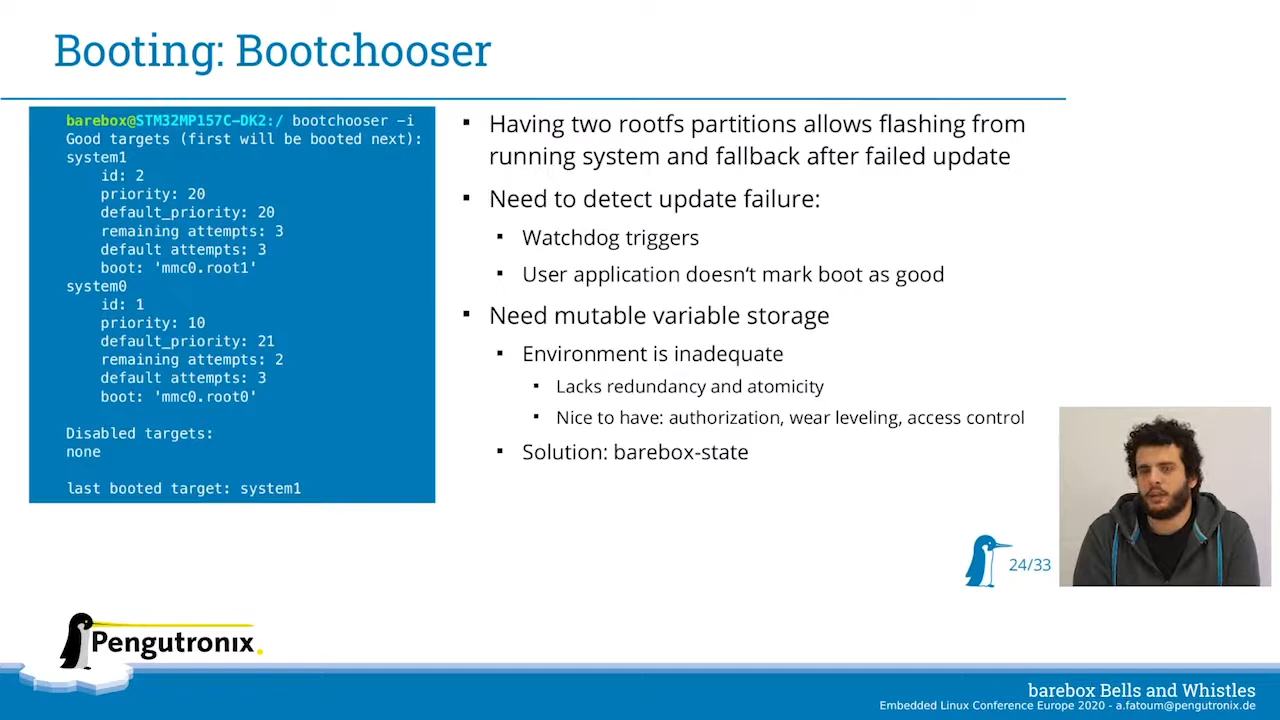 Booting: Bootchooser
barebox@STM32MP157C-DK2:/ bootchooser -i
Good targets (first will be booted next):
system1
id: 2
priority: 20
default_priority: 20
remaining attempts: 3
default attempts: 3
boot: 'mmc0.root1'
system0
id: 1
priority: 10
default_priority: 21
remaining attempts: 2
default attempts: 3
boot: 'mmc0.root0'
Disabled targets:
none
last booted target: system1
▪ Having two rootfs partitions allows flashing from
running system and fallback after failed update
▪ Need to detect update failure:
▪ Watchdog triggers
▪ User application doesn‘t mark boot as good
▪ Need mutable variable storage
▪ Environment is inadequate
▪ Lacks redundancy and atomicity
▪ Nice to have: authorization, wear leveling, access control
▪ Solution: barebox-state
24/33
Pengutronix
barebox Bells and Whistles
Embedded Linux Conference Europe 2020 - a.fatoum@pengutronix.de